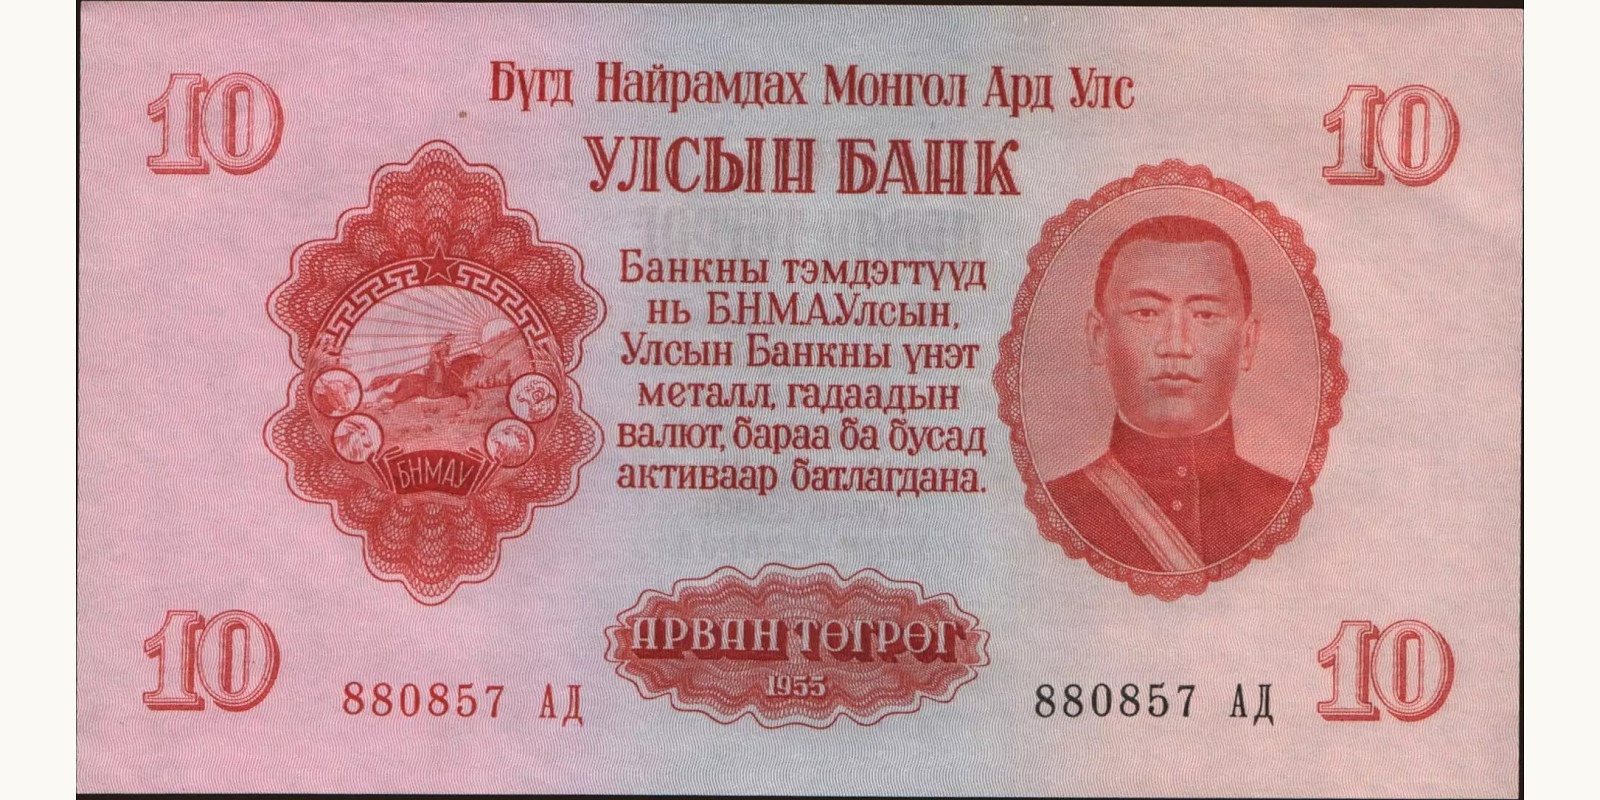 10
10
Бүгд Найрамдах Монгол Ард Улс
УЛСЫН БАНК
Банкны тэмдэгтүүд
нь Б.Н.М.А.Улсын,
Улсын Банкны үнэт
металл, гадаадын
валют, бараа ба бусад
активаар батлагдана.
БНМАУ
АРВАН ТӨГРӨГ
1955
10
880857 АД
880857 АД
10